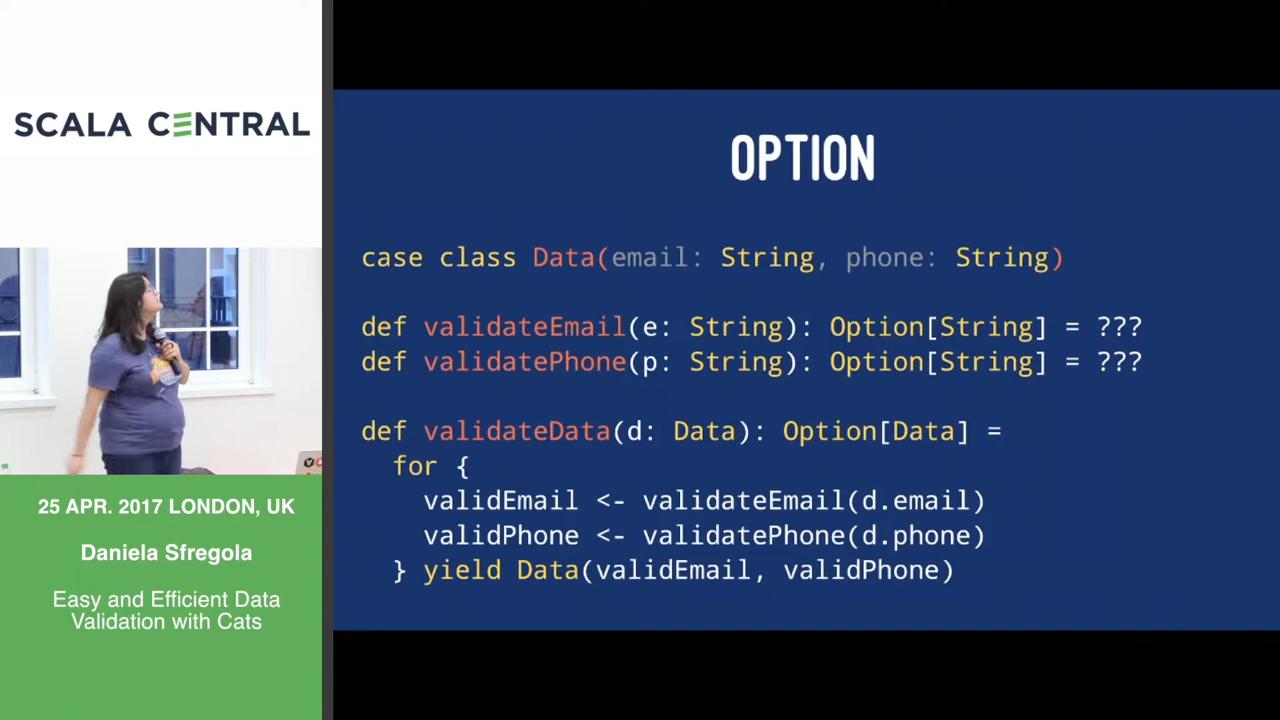 SCALA CENTRAL
25 APR. 2017 LONDON, UK
Daniela Sfregola
Easy and Efficient Data
Validation with Cats
OPTION
case class Data(email: String, phone: String)
def validateEmail(e: String): Option[String] = ???
def validatePhone(p: String): Option[String] = ???
def validateData(d: Data): Option[Data] =
for {
validEmail <- validateEmail(d.email)
validPhone <- validatePhone(d.phone)
} yield Data(validEmail, validPhone)